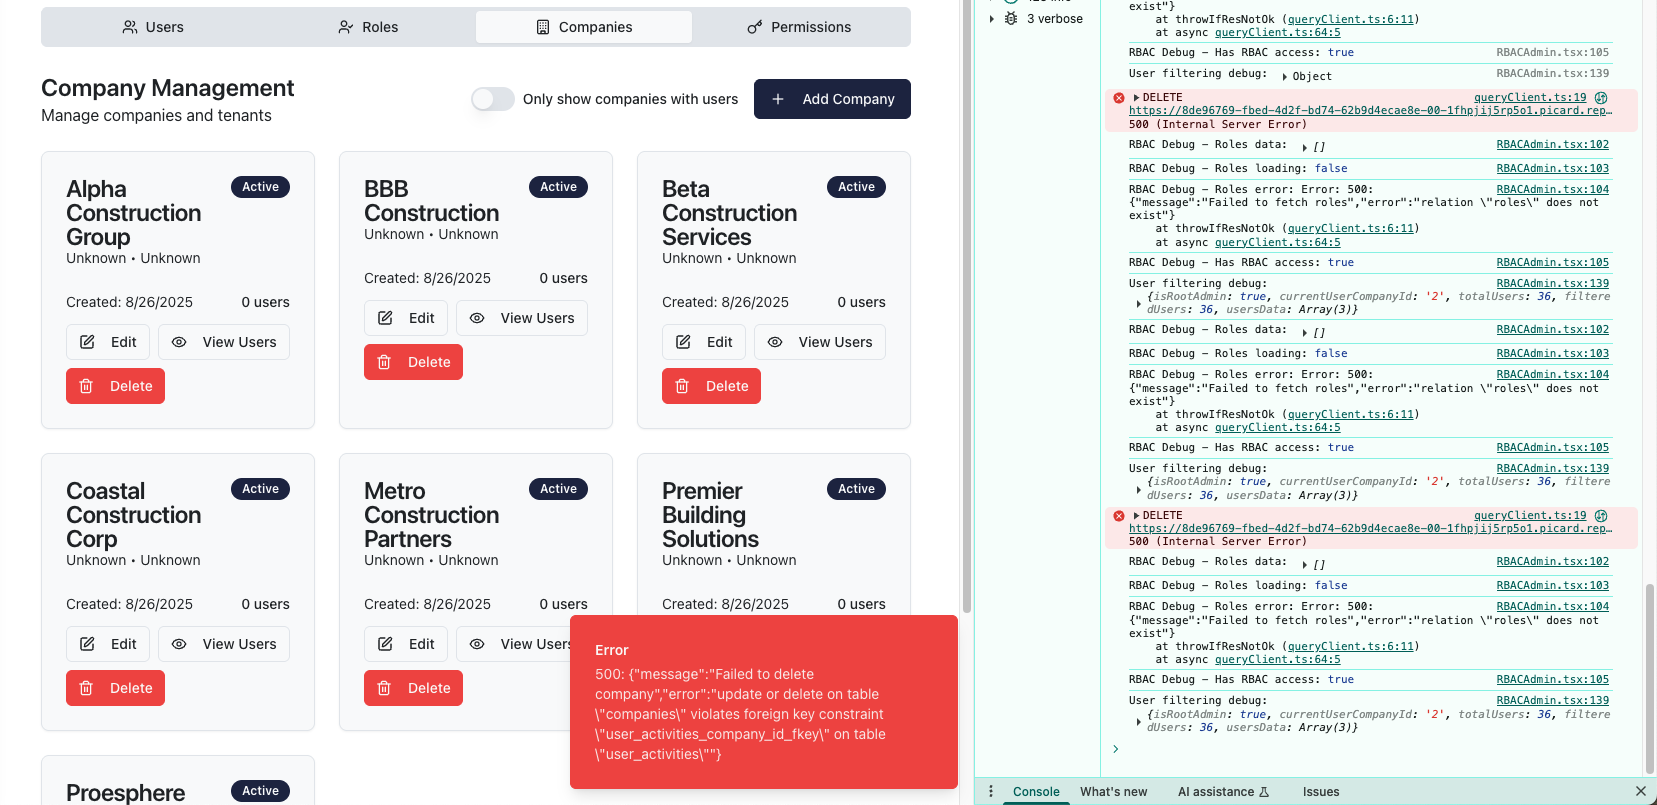 Users
Roles
Companies
Permissions
Company Management
Manage companies and tenants
Only show companies with users
Add Company
Alpha
Construction
Group
Active
Unknown • Unknown
Created: 8/26/2025
0 users
Edit
View Users
Delete
BBB
Construction
Active
Unknown • Unknown
Created: 8/26/2025
0 users
Edit
View Users
Delete
Beta
Construction
Services
Active
Unknown • Unknown
Created: 8/26/2025
0 users
Edit
View Users
Delete
Coastal
Construction
Corp
Active
Unknown • Unknown
Created: 8/26/2025
0 users
Edit
View Users
Delete
Metro
Construction
Partners
Active
Unknown • Unknown
Created: 8/26/2025
0 users
Edit
View Users
Delete
Premier
Building
Solutions
Active
Unknown • Unknown
Created: 8/26/2025
0 users
Proesphere
Active
Error
500: {"message":"Failed to delete
company","error":"update or delete on table
\"companies\" violates foreign key constraint
\"user_activities_company_id_fkey\" on table
\"user_activities\""}
3 verbose
exist"}
at throwIfResNotOk (queryClient.ts:6:11)
at async queryClient.ts:64:5
RBAC Debug - Has RBAC access: true RBACAdmin.tsx:105
User filtering debug: Object RBACAdmin.tsx:139
DELETE queryClient.ts:19
https://8de96769-fbed-4d2f-bd74-62b9d4ecae8e-00-1fhpjij5rp5o1.picard.rep…
500 (Internal Server Error)
RBAC Debug - Roles data: [] RBACAdmin.tsx:102
RBAC Debug - Roles loading: false RBACAdmin.tsx:103
RBAC Debug - Roles error: Error: 500: RBACAdmin.tsx:104
{"message":"Failed to fetch roles","error":"relation \"roles\" does not
exist"}
at throwIfResNotOk (queryClient.ts:6:11)
at async queryClient.ts:64:5
RBAC Debug - Has RBAC access: true RBACAdmin.tsx:105
User filtering debug: RBACAdmin.tsx:139
{isRootAdmin: true, currentUserCompanyId: '2', totalUsers: 36, filtere
dUsers: 36, usersData: Array(3)}
RBAC Debug - Roles data: [] RBACAdmin.tsx:102
RBAC Debug - Roles loading: false RBACAdmin.tsx:103
RBAC Debug - Roles error: Error: 500: RBACAdmin.tsx:104
{"message":"Failed to fetch roles","error":"relation \"roles\" does not
exist"}
at throwIfResNotOk (queryClient.ts:6:11)
at async queryClient.ts:64:5
RBAC Debug - Has RBAC access: true RBACAdmin.tsx:105
User filtering debug: RBACAdmin.tsx:139
{isRootAdmin: true, currentUserCompanyId: '2', totalUsers: 36, filtere
dUsers: 36, usersData: Array(3)}
DELETE queryClient.ts:19
https://8de96769-fbed-4d2f-bd74-62b9d4ecae8e-00-1fhpjij5rp5o1.picard.rep…
500 (Internal Server Error)
RBAC Debug - Roles data: [] RBACAdmin.tsx:102
RBAC Debug - Roles loading: false RBACAdmin.tsx:103
RBAC Debug - Roles error: Error: 500: RBACAdmin.tsx:104
{"message":"Failed to fetch roles","error":"relation \"roles\" does not
exist"}
at throwIfResNotOk (queryClient.ts:6:11)
at async queryClient.ts:64:5
RBAC Debug - Has RBAC access: true RBACAdmin.tsx:105
User filtering debug: RBACAdmin.tsx:139
{isRootAdmin: true, currentUserCompanyId: '2', totalUsers: 36, filtere
dUsers: 36, usersData: Array(3)}
Console
What's new
AI assistance
Issues